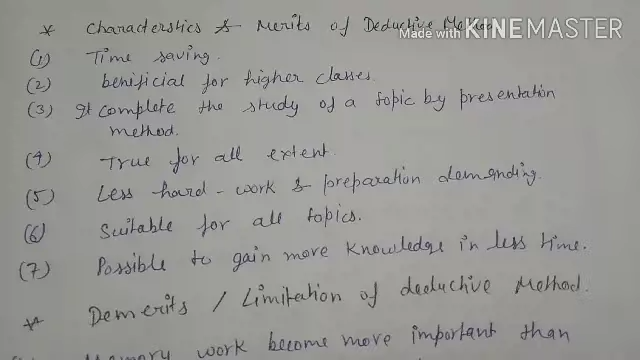 * Characterstics & Merits of Deductive Method
Made with KINEMASTER
(1) Time saving.
(2) benificial for higher classes.
(3) It complete the study of a topic by presentation
method.
(4) True for all extent.
(5) Less hard-work & preparation demanding.
(6) Suitable for all topics.
(7) Possible to gain more knowledge in less time.
* Demerits / Limitation of deductive Method.
Memory work become more important than